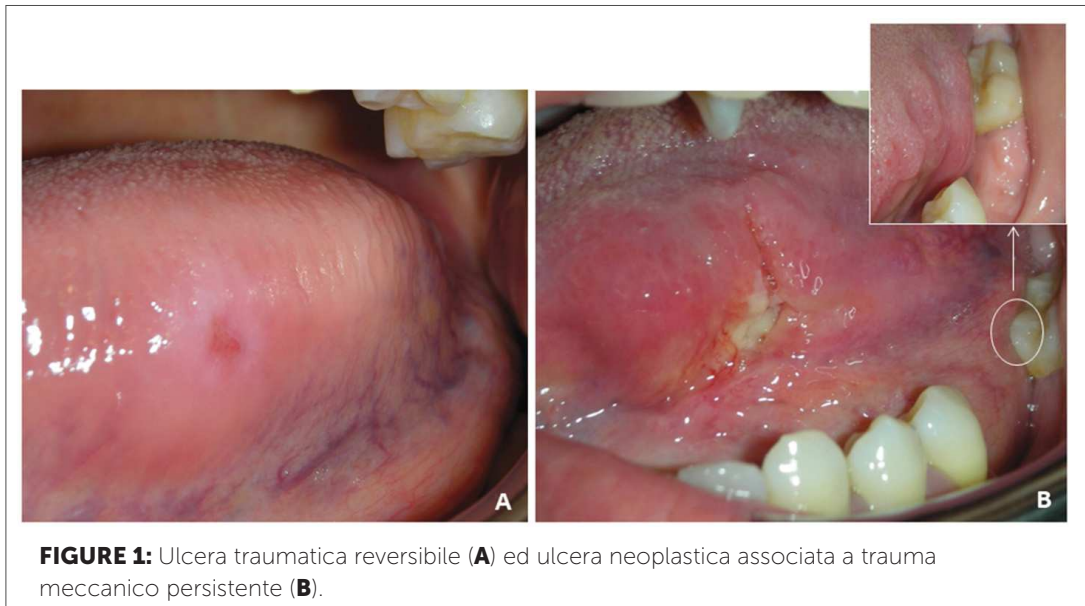 A
B
FIGURE 1: Ulcera traumatica reversibile (A) ed ulcera neoplastica associata a trauma
meccanico persistente (B).